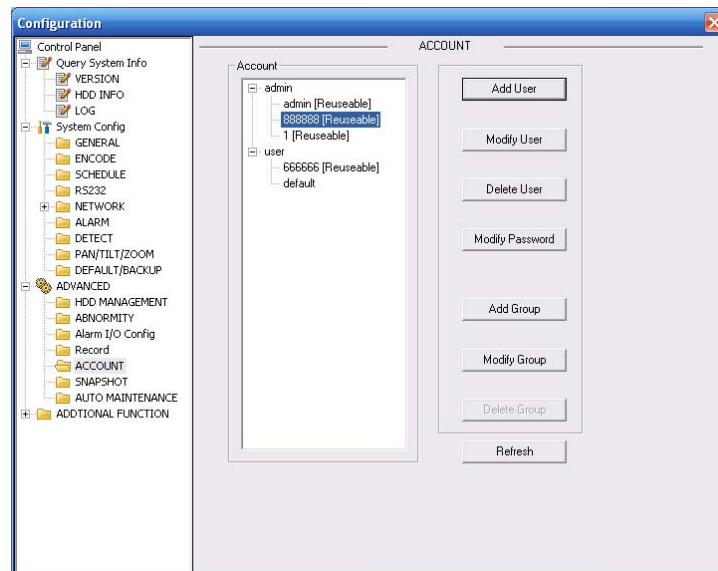 Configuration
Control Panel
Query System Info
VERSION
HDD INFO
LOG
System Config
GENERAL
ENCODE
SCHEDULE
RS232
NETWORK
ALARM
DETECT
PAN/TILT/ZOOM
DEFAULT/BACKUP
ADVANCED
HDD MANAGEMENT
ABNORMITY
Alarm I/O Config
Record
ACCOUNT
SNAPSHOT
AUTO MAINTENANCE
ADDTIONAL FUNCTION
ACCOUNT
Account
admin
admin [Reuseable]
888888 [Reuseable]
1 [Reuseable]
user
666666 [Reuseable]
default
Add User
Modify User
Delete User
Modify Password
Add Group
Modify Group
Delete Group
Refresh